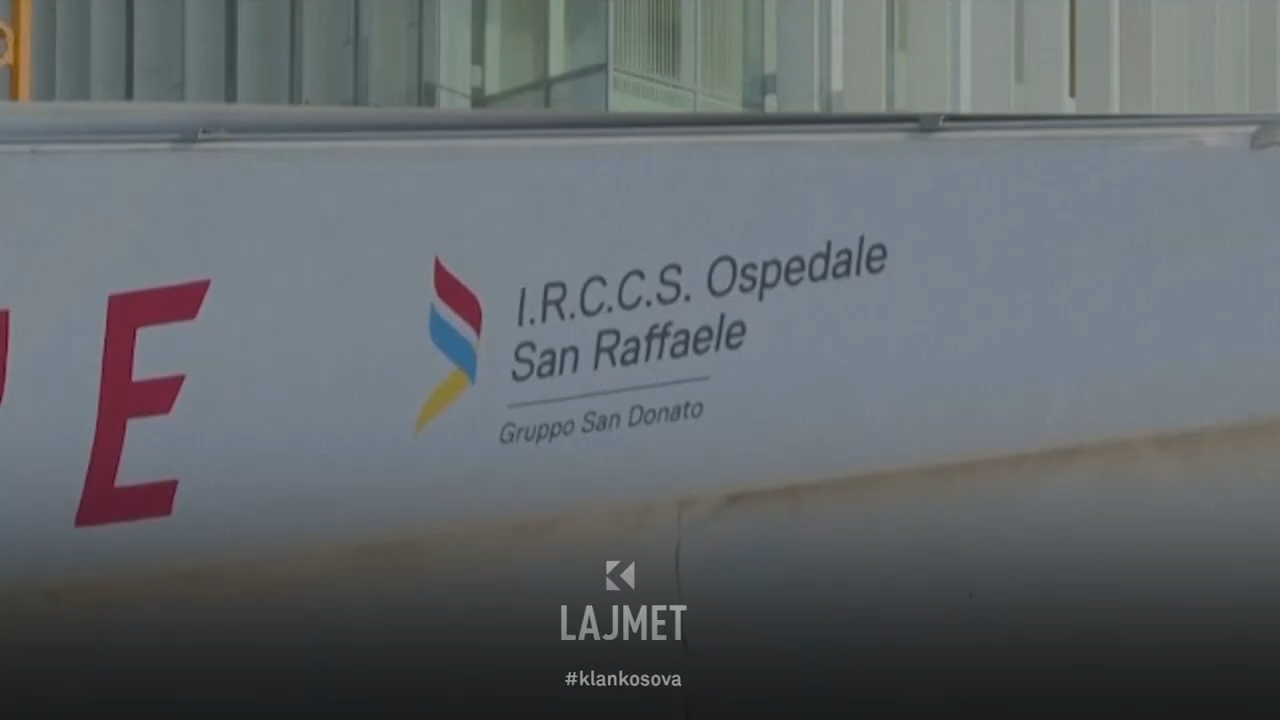 E
I.R.C.C.S. Ospedale
San Raffaele
Gruppo San Donato
LAJMET
#klankosova